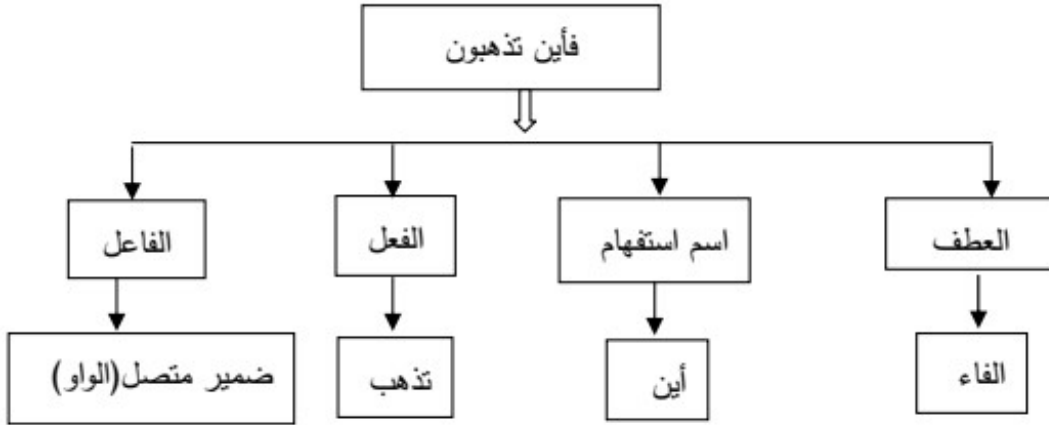 فأين تذهبون
العطف
اسم استفهام
الفعل
الفاعل
الفاء
أين
تذهب
ضمير متصل(الواو)